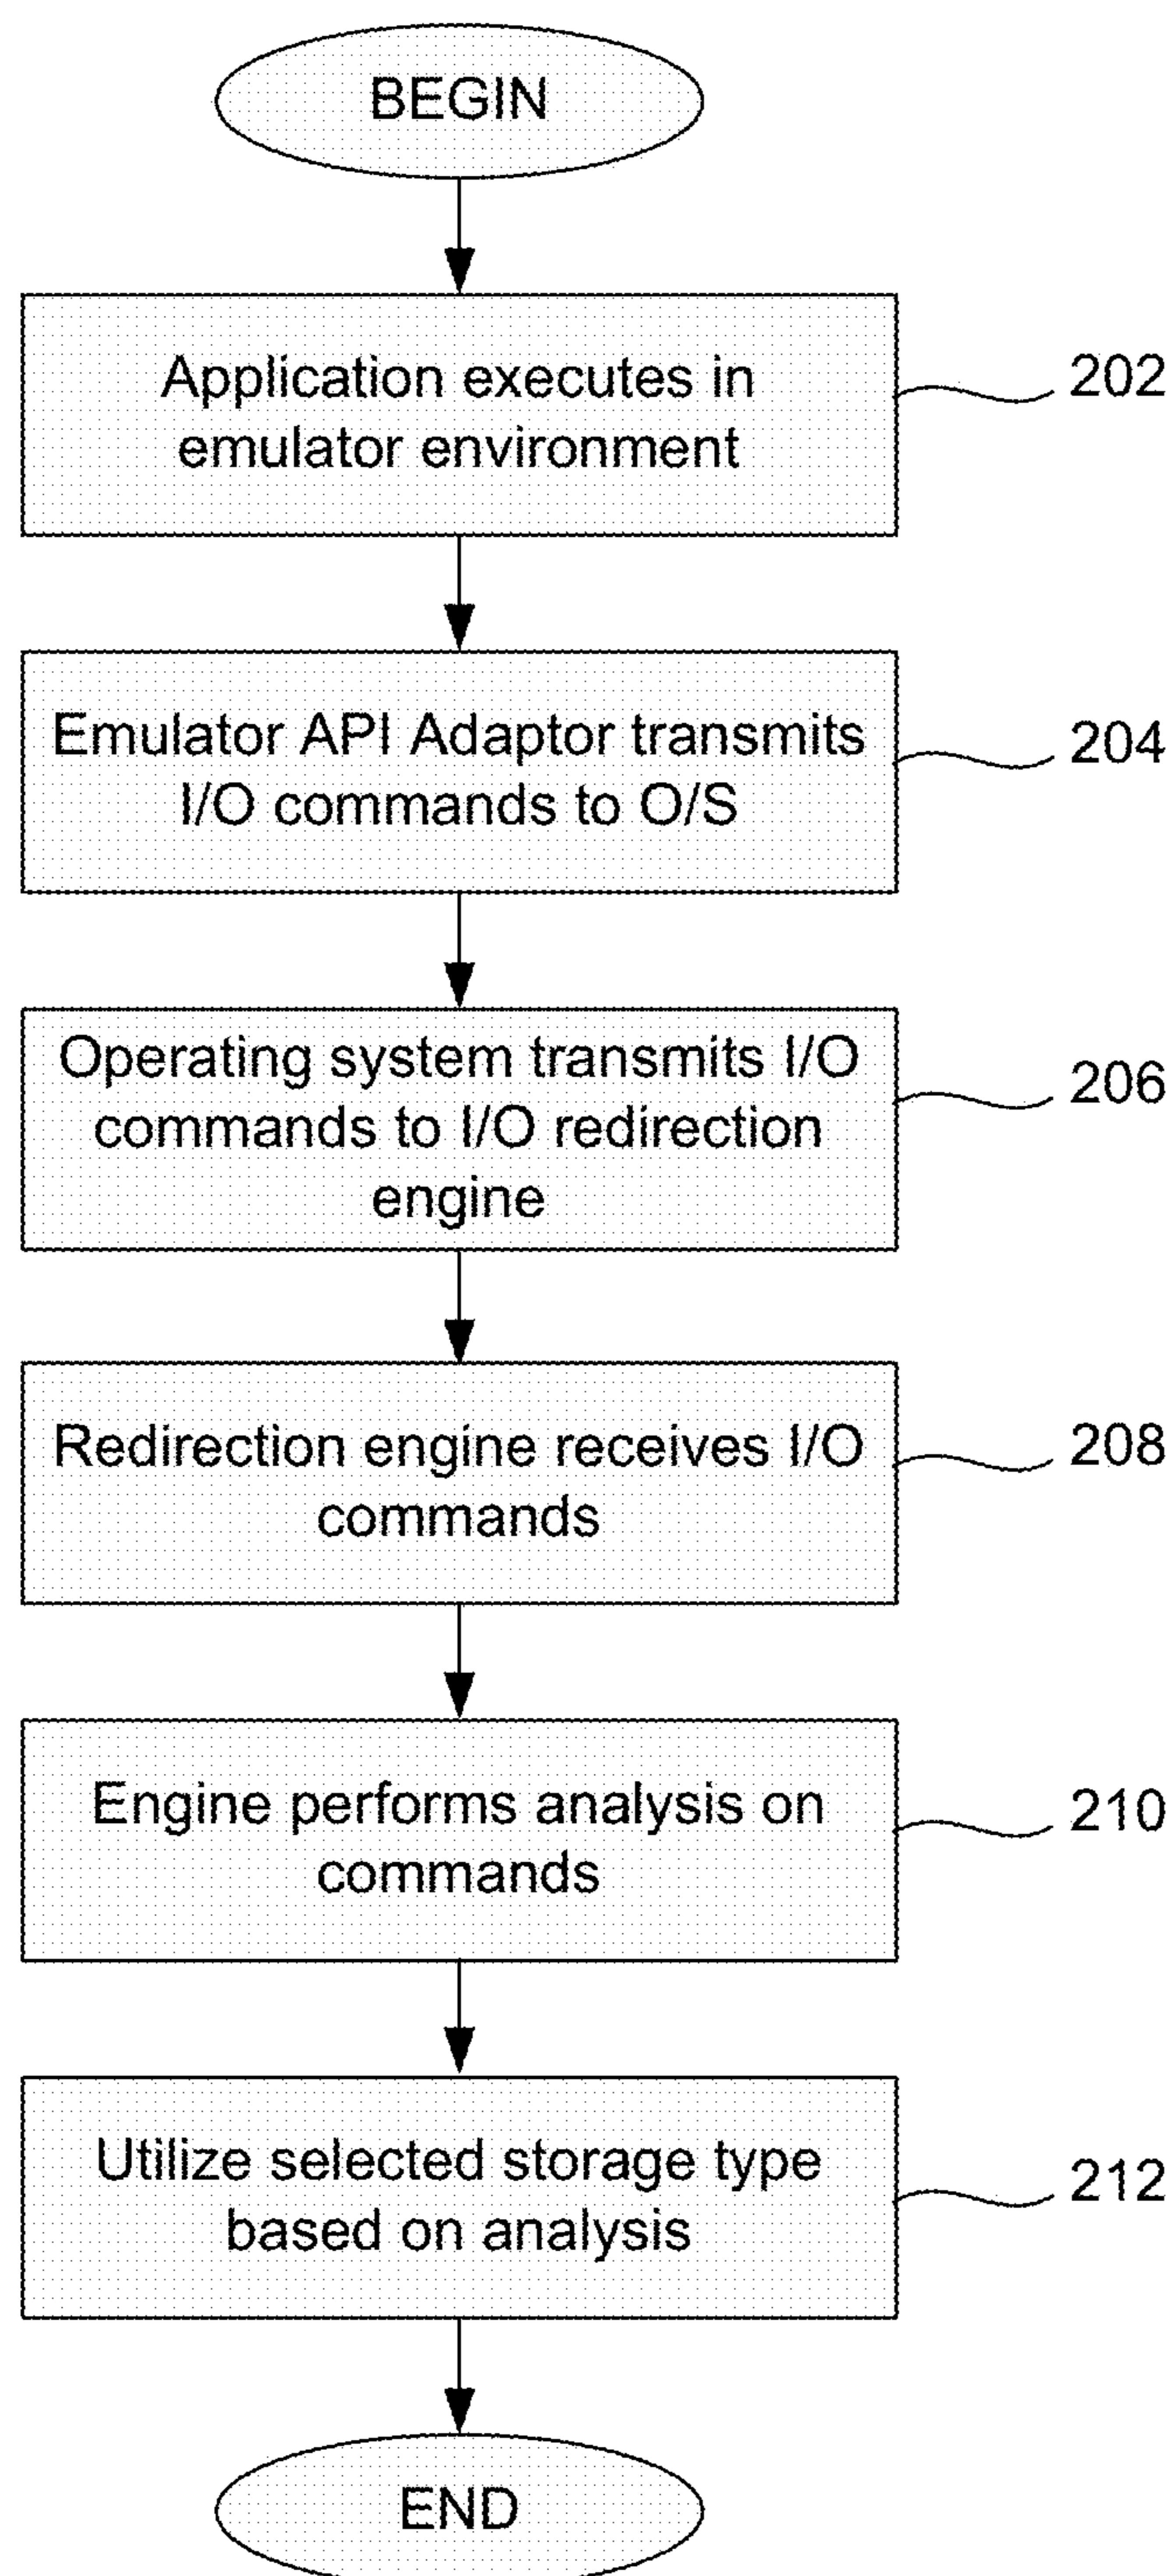 BEGIN
Application executes in
emulator environment
202
Emulator API Adaptor transmits
I/O commands to O/S
204
Operating system transmits I/O
commands to I/O redirection
engine
206
Redirection engine receives I/O
commands
208
Engine performs analysis on
commands
210
Utilize selected storage type
based on analysis
212
END